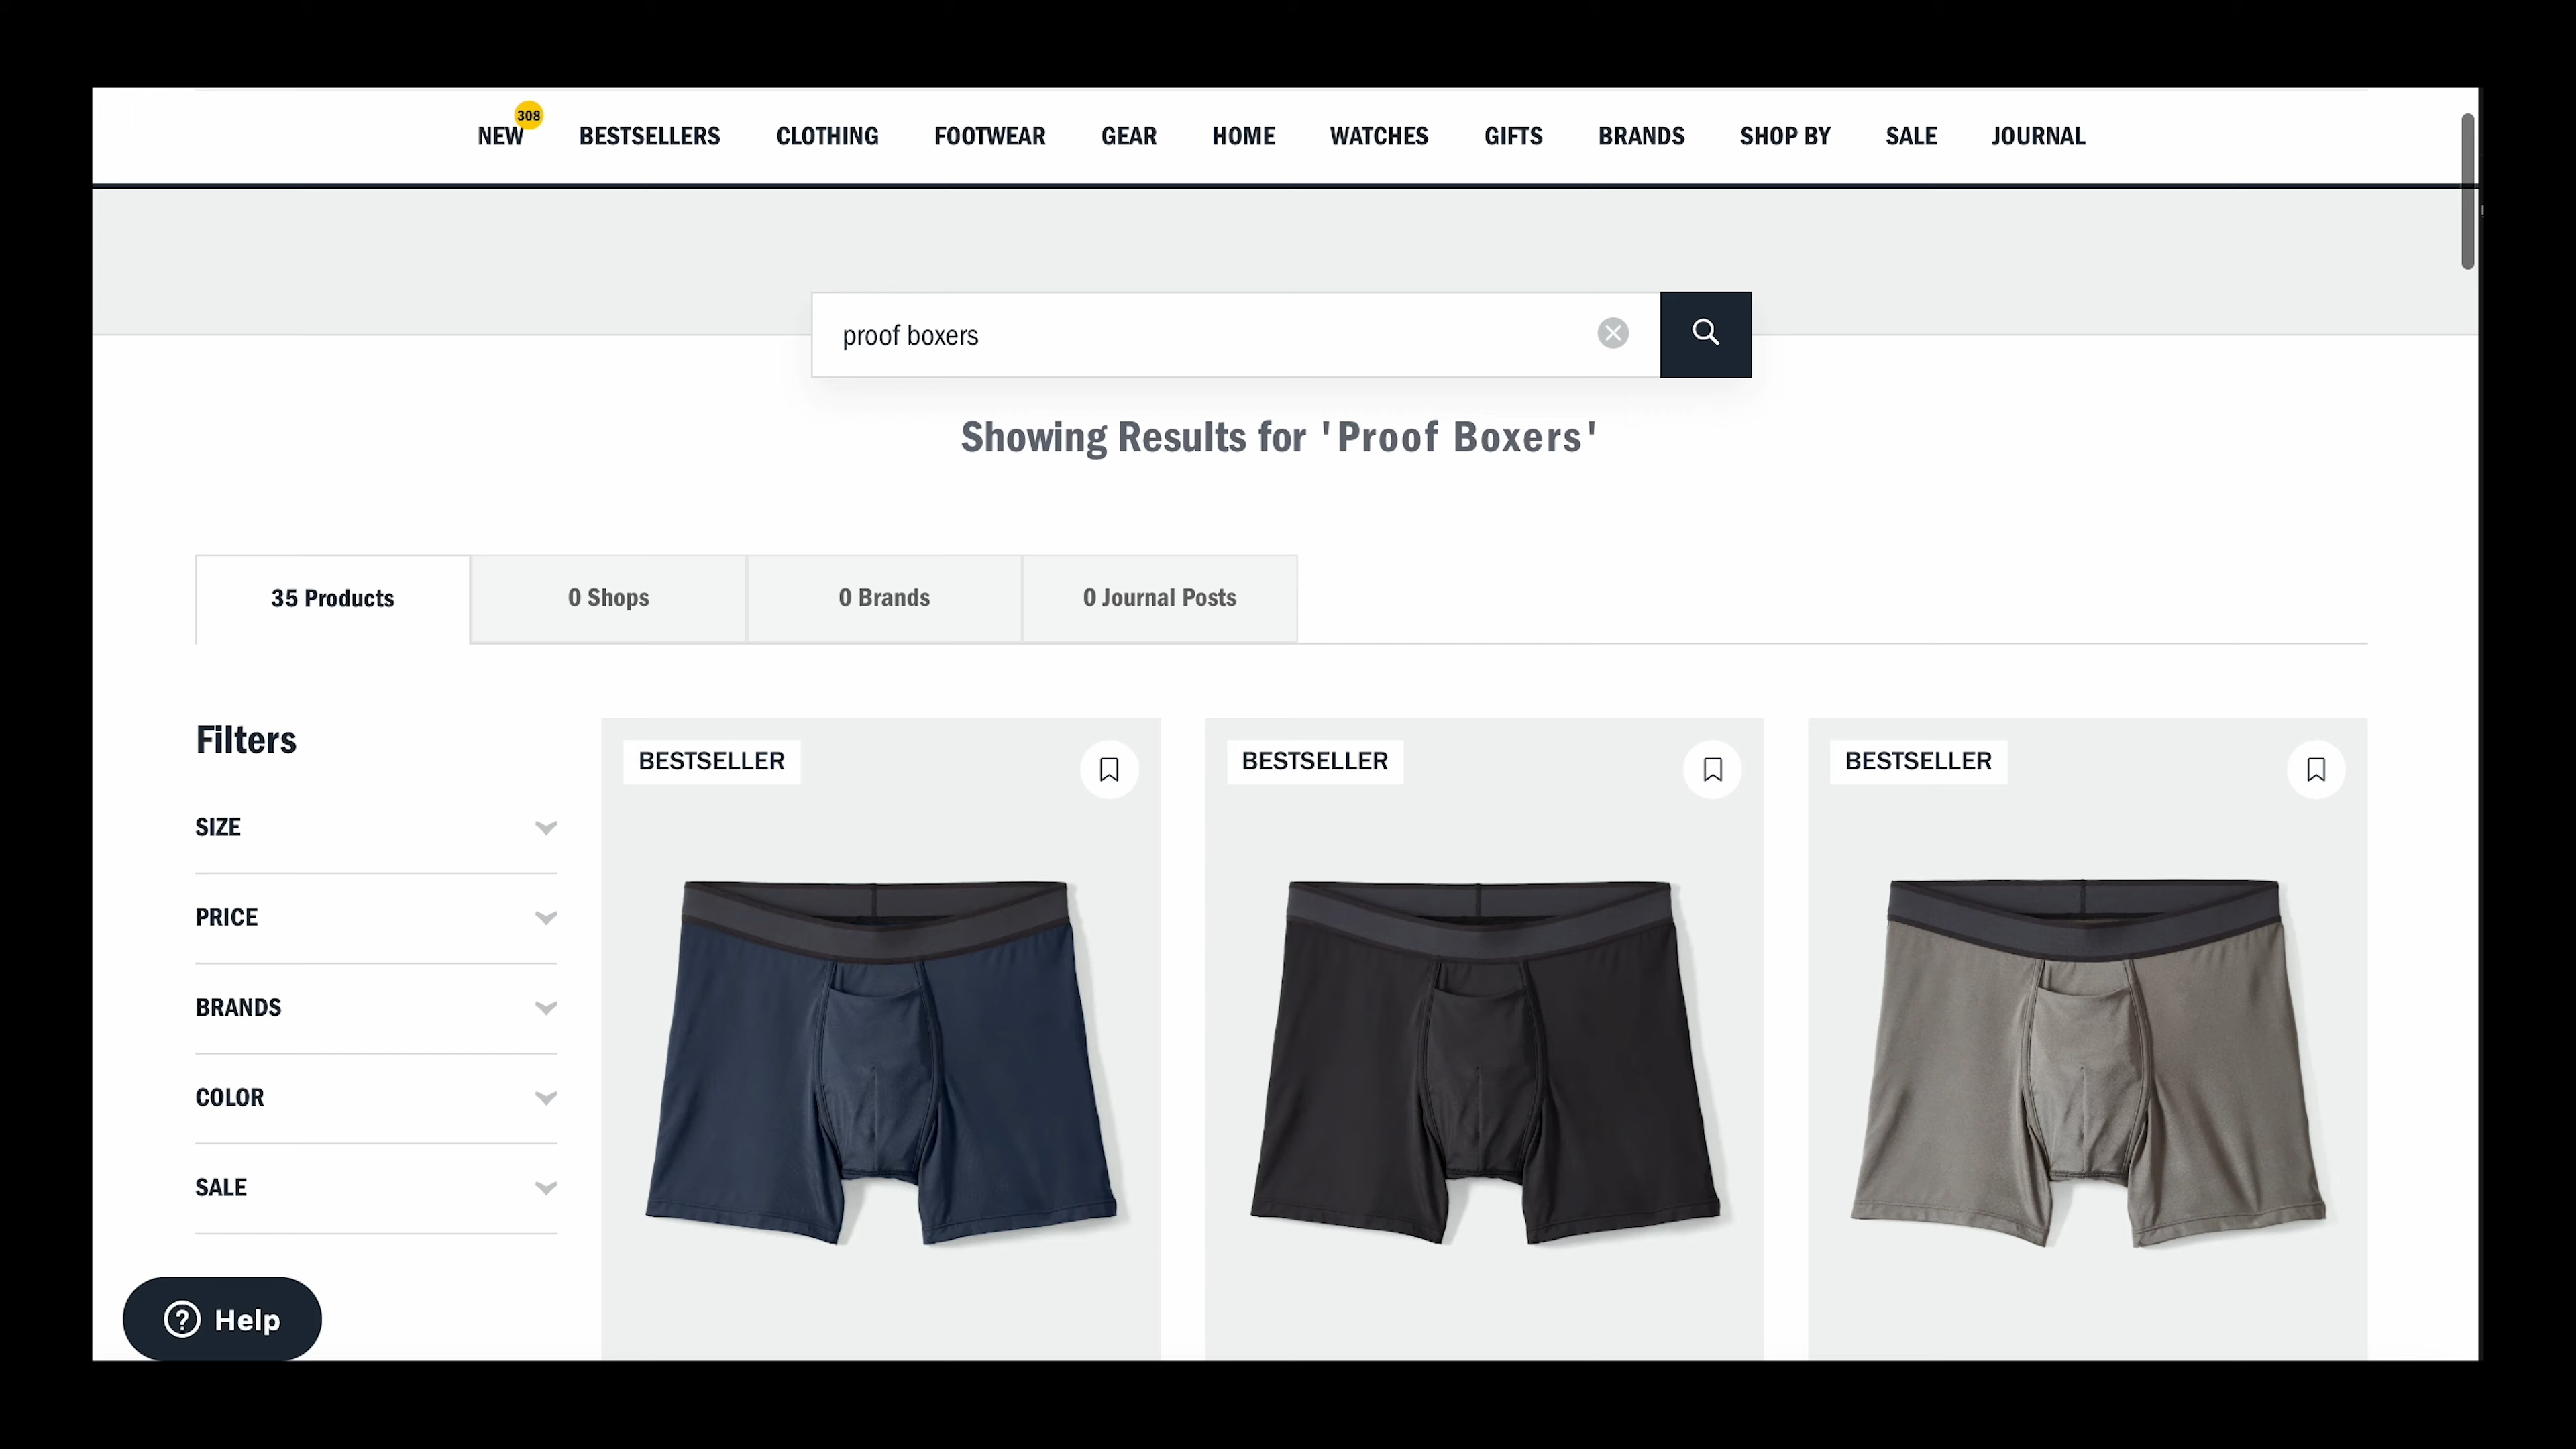 308
NEW BESTSELLERS CLOTHING FOOTWEAR GEAR HOME WATCHES GIFTS BRANDS SHOP BY SALE JOURNAL
proof boxers
Showing Results for 'Proof Boxers'
35 Products 0 Shops 0 Brands 0 Journal Posts
Filters
SIZE
PRICE
BRANDS
COLOR
SALE
BESTSELLER BESTSELLER BESTSELLER
? Help